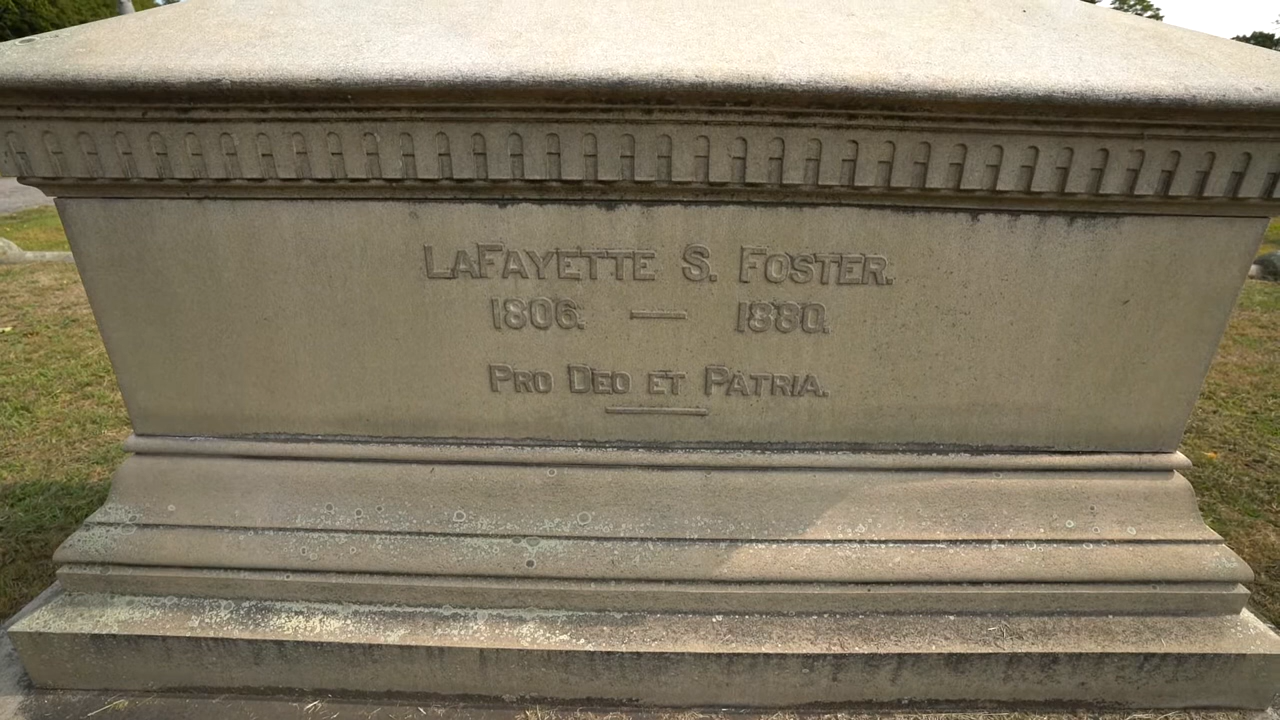 LAFAYETTE S. FOSTER.
1806. — 1880.
PRO DEO ET PATRIA.